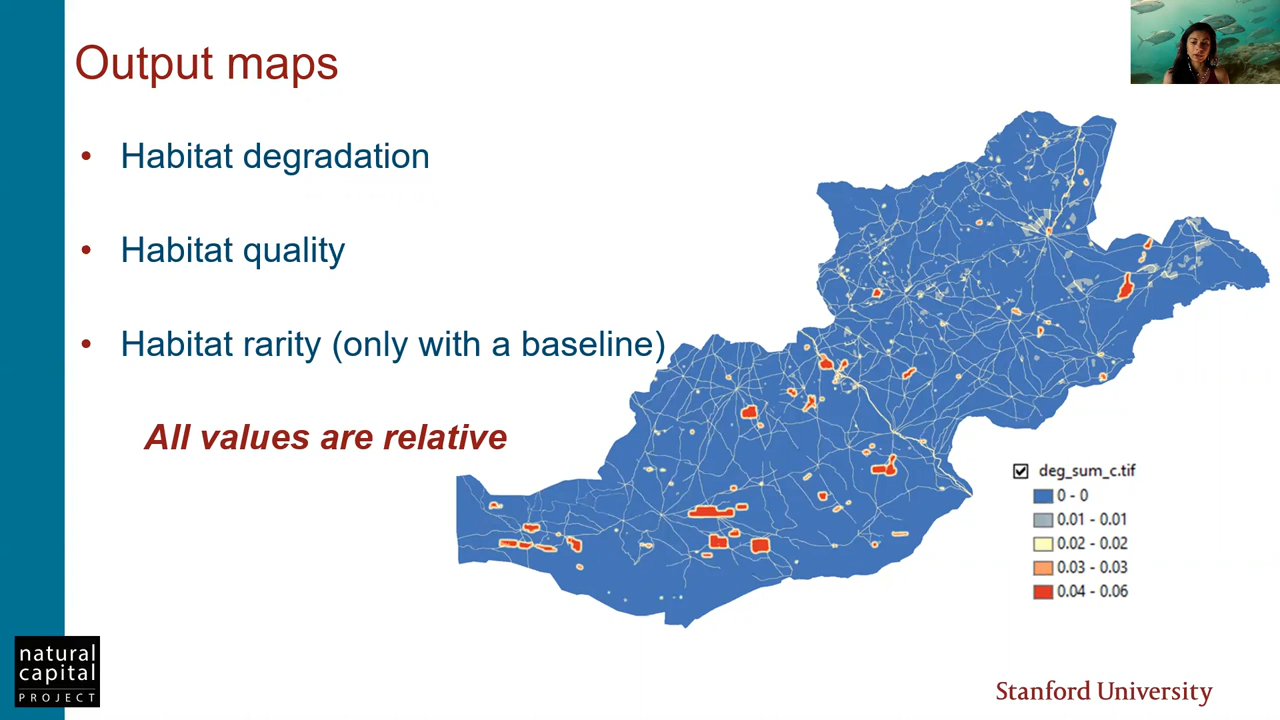 Output maps
• Habitat degradation
• Habitat quality
• Habitat rarity (only with a baseline)
All values are relative
deg_sum_c.tif
0 - 0
0.01 - 0.01
0.02 - 0.02
0.03 - 0.03
0.04 - 0.06
natural
capital
PROJECT
Stanford University